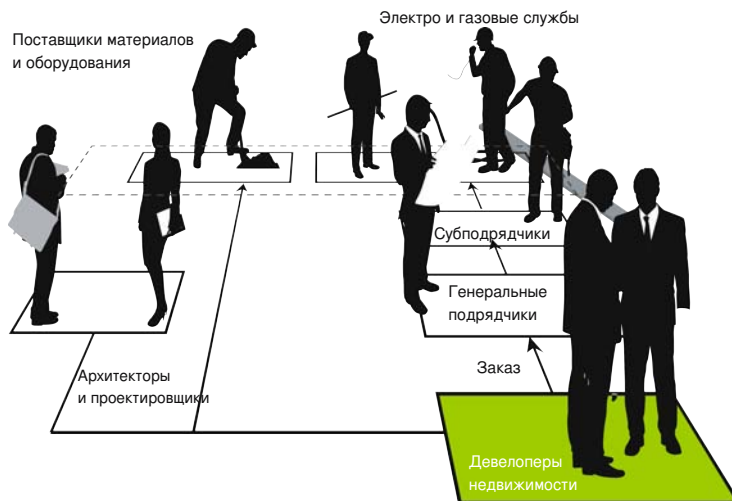 Электро и газовые службы
Поставщики материалов
и оборудования
Субподрядчики
Генеральные
подрядчики
Заказ
Архитекторы
и проектировщики
Девелоперы
недвижимости